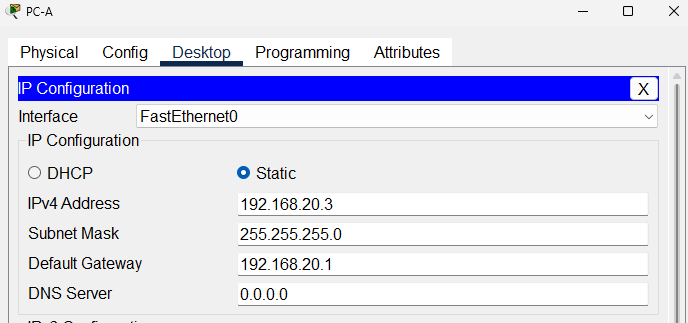 PC-A
Physical Config Desktop Programming Attributes
IP Configuration X
Interface FastEthernet0
IP Configuration
DHCP Static
IPv4 Address 192.168.20.3
Subnet Mask 255.255.255.0
Default Gateway 192.168.20.1
DNS Server 0.0.0.0